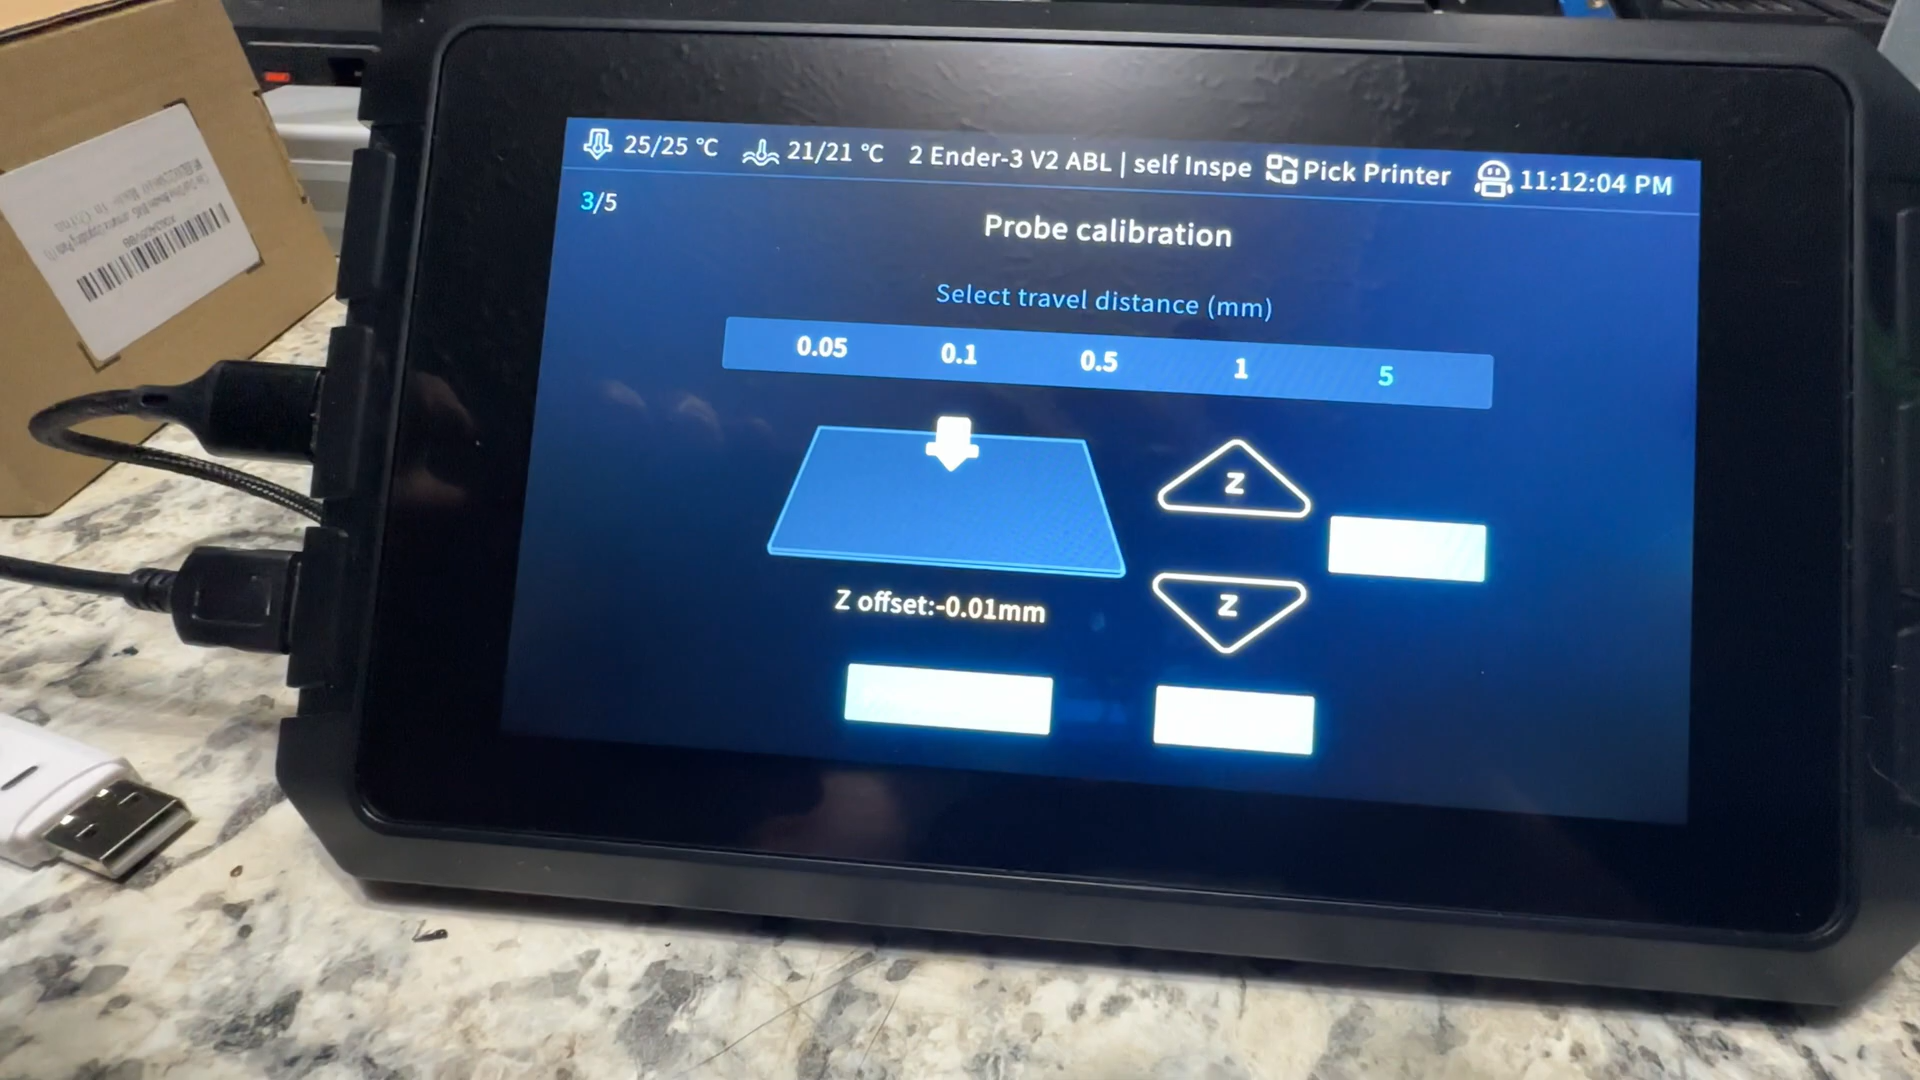 25/25 °C 21/21 °C 2 Ender-3 V2 ABL | self Inspe Pick Printer 11:12:04 PM
3/5
Probe calibration
Select travel distance (mm)
0.05 0.1 0.5 1 5
Z
Z
Z offset:-0.01mm